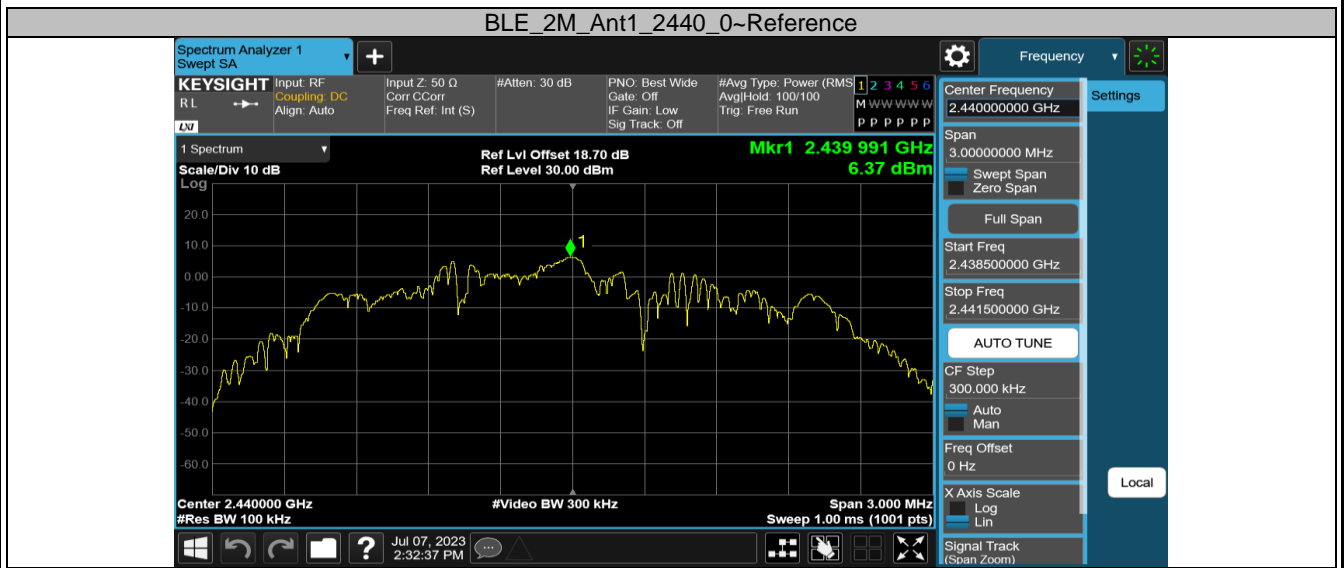 BLE_2M_Ant1_2440_0~Reference
Spectrum Analyzer 1
Swept SA
Frequency
KEYSIGHT
R L
LXI
Input: RF
Coupling: DC
Align: Auto
Input Z: 50 Ω
Corr CCorr
Freq Ref: Int (S)
#Atten: 30 dB
PNO: Best Wide
Gate: Off
IF Gain: Low
Sig Track: Off
#Avg Type: Power (RMS
Avg|Hold: 100/100
Trig: Free Run
1 2 3 4 5 6
M W W W W W
P P P P P P
1 Spectrum
Scale/Div 10 dB
Log
Ref Lvl Offset 18.70 dB
Ref Level 30.00 dBm
Mkr1 2.439 991 GHz
6.37 dBm
1
20.0
10.0
0.00
-10.0
-20.0
-30.0
-40.0
-50.0
-60.0
Center 2.440000 GHz
#Res BW 100 kHz
#Video BW 300 kHz
Span 3.000 MHz
Sweep 1.00 ms (1001 pts)
Center Frequency
2.440000000 GHz
Settings
Span
3.00000000 MHz
Swept Span
Zero Span
Full Span
Start Freq
2.438500000 GHz
Stop Freq
2.441500000 GHz
AUTO TUNE
CF Step
300.000 kHz
Auto
Man
Freq Offset
0 Hz
X Axis Scale
Log
Lin
Local
Signal Track
(Span Zoom)
?
Jul 07, 2023
2:32:37 PM